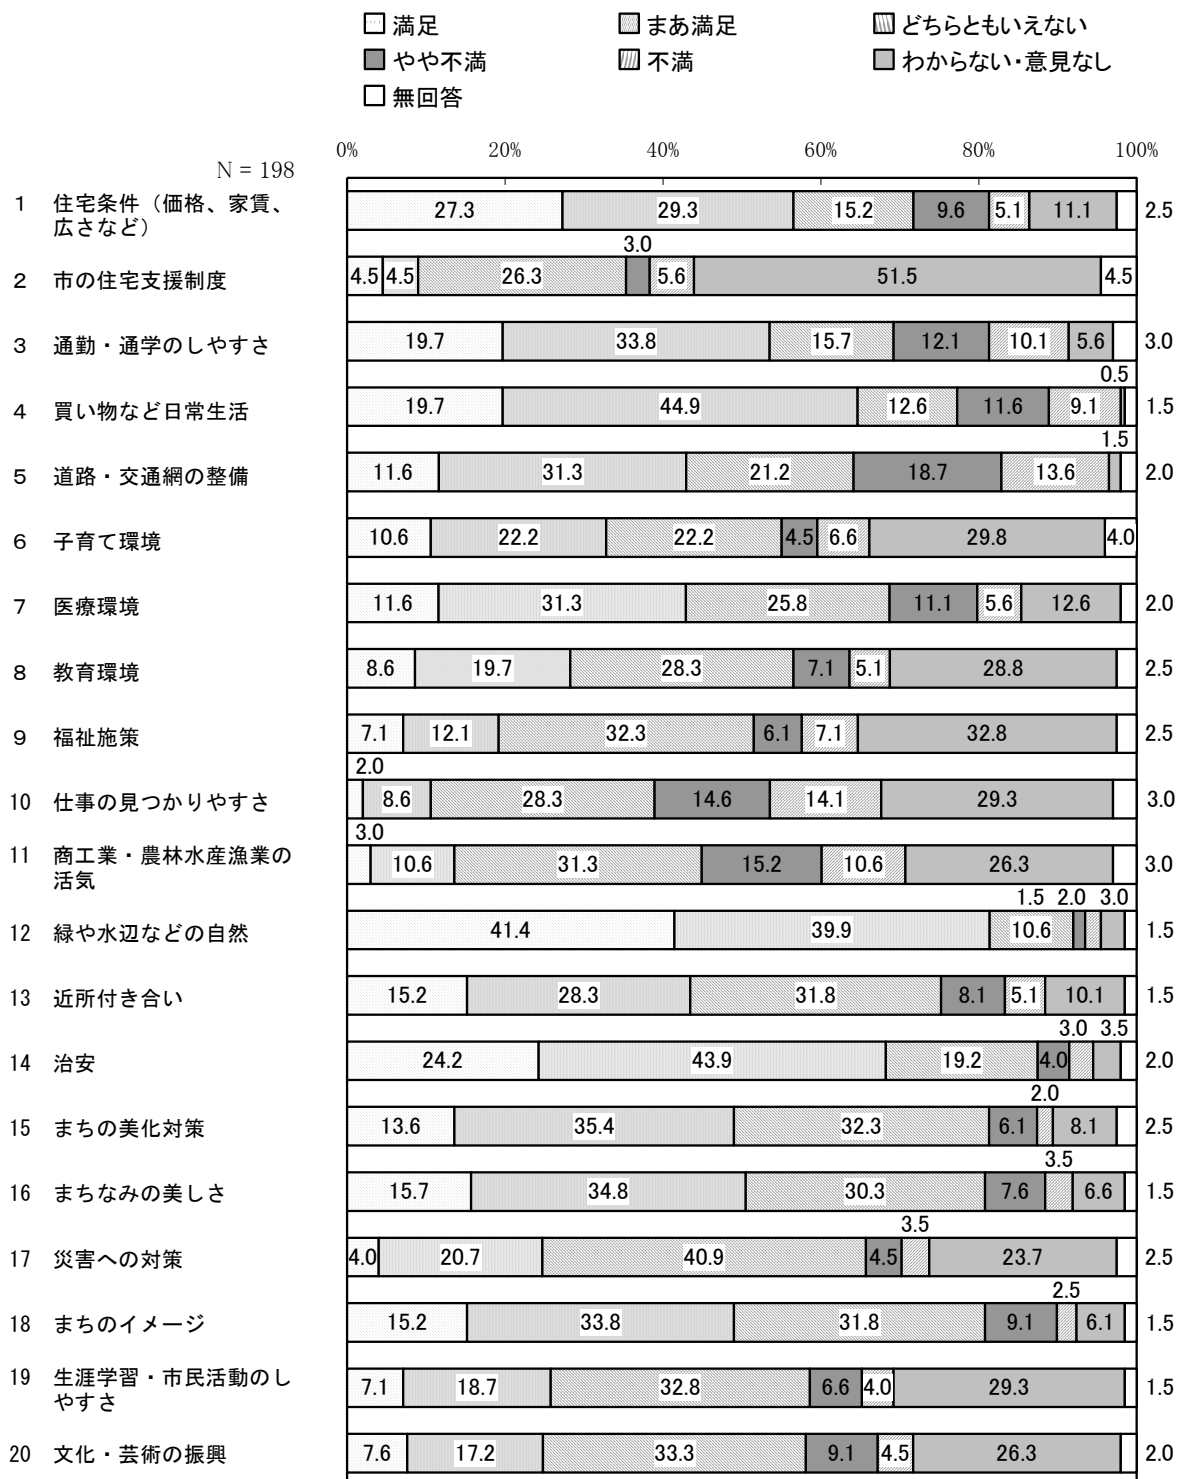 満足 まあ満足 どちらともいえない
やや不満 不満 わからない・意見なし
無回答
0% 20% 40% 60% 80% 100%
N = 198
1 住宅条件（価格、家賃、
広さなど）
27.3 29.3 15.2 9.6 5.1 11.1 2.5
3.0
2 市の住宅支援制度 4.5 4.5 26.3 5.6 51.5 4.5
3 通勤・通学のしやすさ 19.7 33.8 15.7 12.1 10.1 5.6 3.0
0.5
4 買い物など日常生活 19.7 44.9 12.6 11.6 9.1 1.5
1.5
5 道路・交通網の整備 11.6 31.3 21.2 18.7 13.6 2.0
6 子育て環境 10.6 22.2 22.2 4.5 6.6 29.8 4.0
7 医療環境 11.6 31.3 25.8 11.1 5.6 12.6 2.0
8 教育環境 8.6 19.7 28.3 7.1 5.1 28.8 2.5
9 福祉施策 7.1 12.1 32.3 6.1 7.1 32.8 2.5
2.0
10 仕事の見つかりやすさ 8.6 28.3 14.6 14.1 29.3 3.0
3.0
11 商工業・農林水産漁業の
活気
10.6 31.3 15.2 10.6 26.3 3.0
1.5 2.0 3.0
12 緑や水辺などの自然 41.4 39.9 10.6 1.5
13 近所付き合い 15.2 28.3 31.8 8.1 5.1 10.1 1.5
3.0 3.5
14 治安 24.2 43.9 19.2 4.0 2.0
2.0
15 まちの美化対策 13.6 35.4 32.3 6.1 8.1 2.5
3.5
16 まちなみの美しさ 15.7 34.8 30.3 7.6 6.6 1.5
3.5
17 災害への対策 4.0 20.7 40.9 4.5 23.7 2.5
2.5
18 まちのイメージ 15.2 33.8 31.8 9.1 6.1 1.5
19 生涯学習・市民活動のし
やすさ
7.1 18.7 32.8 6.6 4.0 29.3 1.5
20 文化・芸術の振興 7.6 17.2 33.3 9.1 4.5 26.3 2.0